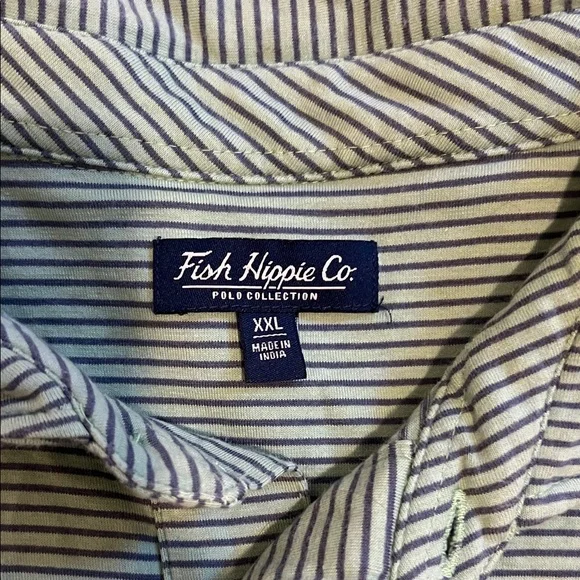 Fish Hippie Co.
POLO COLLECTION
XXL
MADE IN
INDIA